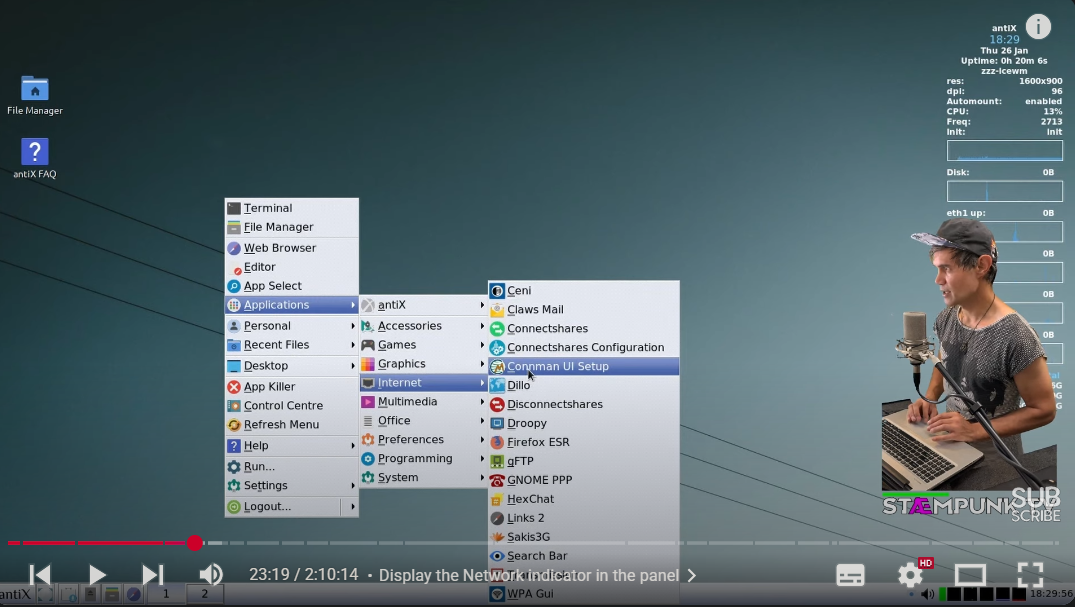 antiX
18:29
Thu 26 Jan
Uptime: 0h 20m 6s
zzz-icewm
res: 1600x900
dpi: 96
Automount: enabled
CPU: 13%
Freq: 2713
Init: init
Disk: 0B
eth1 up: 0B
0B
0B
File Manager
?
antiX FAQ
Terminal
File Manager
Web Browser
Editor
App Select
Applications
Personal
Recent Files
Desktop
App Killer
Control Centre
Refresh Menu
Help
Run...
Settings
Logout...
antiX
Accessories
Games
Graphics
Internet
Multimedia
Office
Preferences
Programming
System
Ceni
Claws Mail
Connectshares
Connectshares Configuration
Connman UI Setup
Dillo
Disconnectshares
Droopy
Firefox ESR
gFTP
GNOME PPP
HexChat
Links 2
Sakis3G
Search Bar
WPA Gui
STÆMPUNK
SUB
SCRIBE
23:19 / 2:10:14 • Display the Network indicator in the panel
HD
antiX 1 2 18:29:56